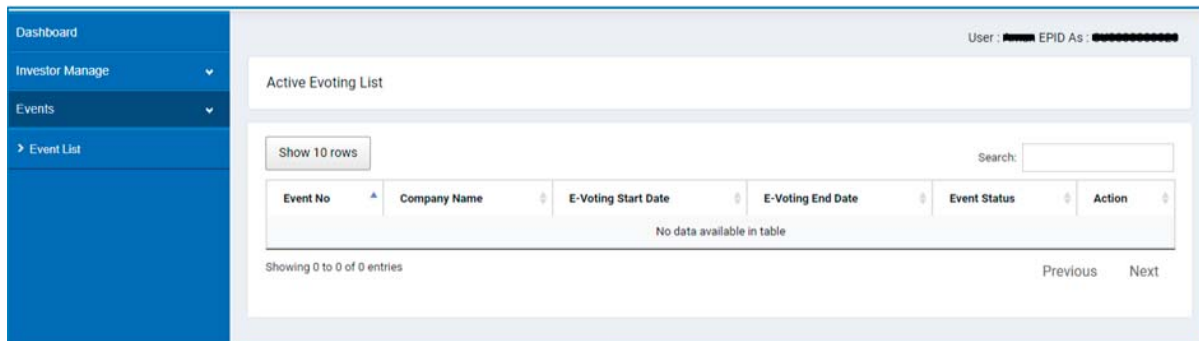 Dashboard
User : EPID As :
Investor Manage
Active Evoting List
Events
Event List
Show 10 rows
Search:
Event No Company Name E-Voting Start Date E-Voting End Date Event Status Action
No data available in table
Showing 0 to 0 of 0 entries
Previous Next